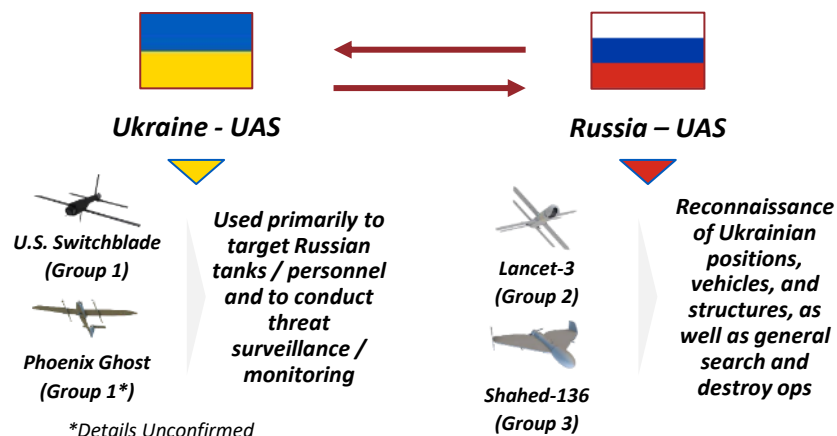 Ukraine - UAS
Russia – UAS
U.S. Switchblade
(Group 1)
Phoenix Ghost
(Group 1*)
*Details Unconfirmed
Used primarily to
target Russian
tanks / personnel
and to conduct
threat
surveillance /
monitoring
Lancet-3
(Group 2)
Shahed-136
(Group 3)
Reconnaissance
of Ukrainian
positions,
vehicles, and
structures, as
well as general
search and
destroy ops